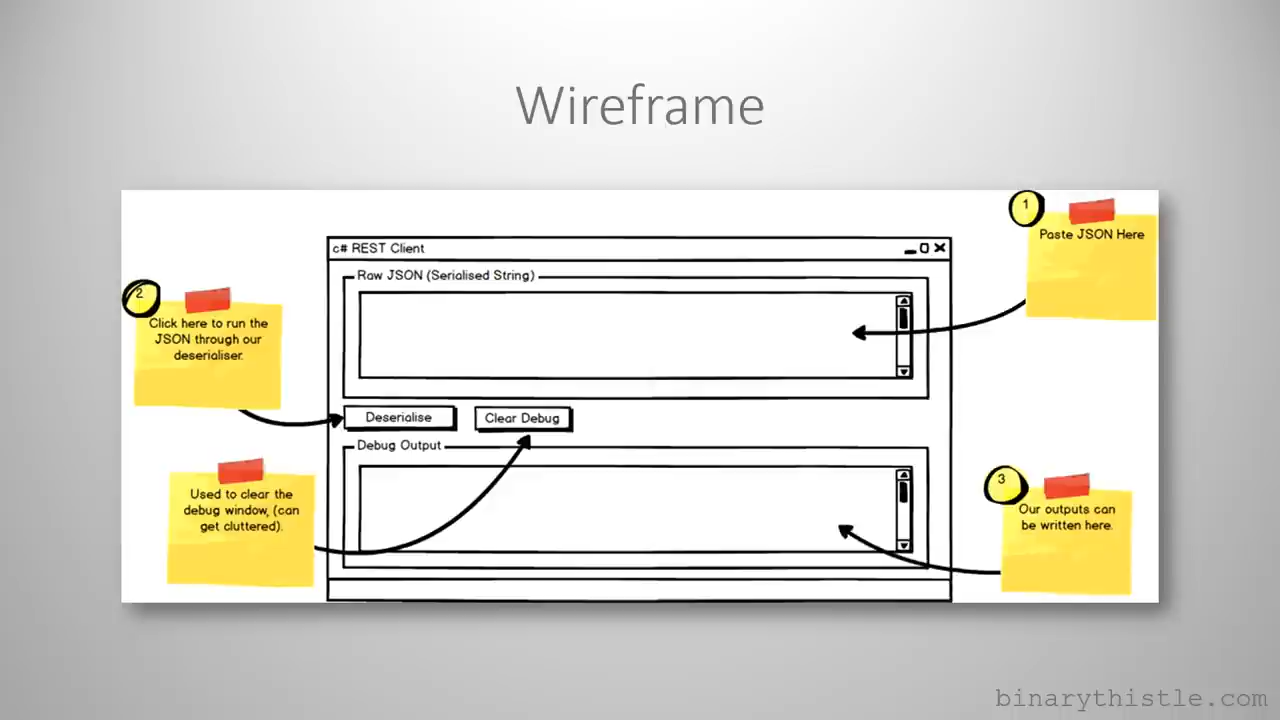 Wireframe
1
Paste JSON Here
c# REST Client
Raw JSON (Serialised String)
2
Click here to run the
JSON through our
deserialiser.
Deserialise
Clear Debug
Debug Output
Used to clear the
debug window, (can
get cluttered).
3
Our outputs can
be written here.
binarythistle.com